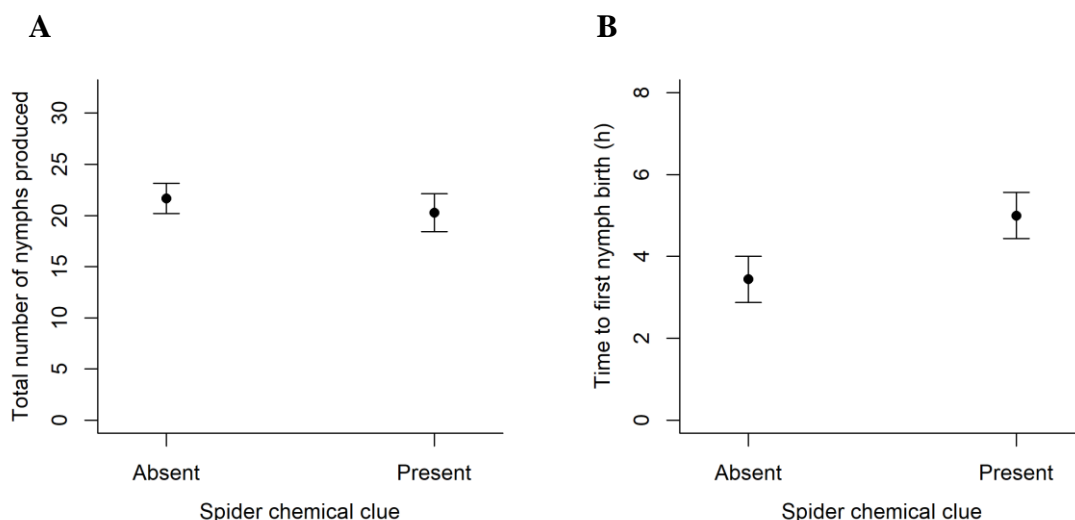 A
Total number of nymphs produced
30
25
20
15
10
5
0
Absent
Present
Spider chemical clue
B
Time to first nymph birth (h)
8
6
4
2
0
Absent
Present
Spider chemical clue